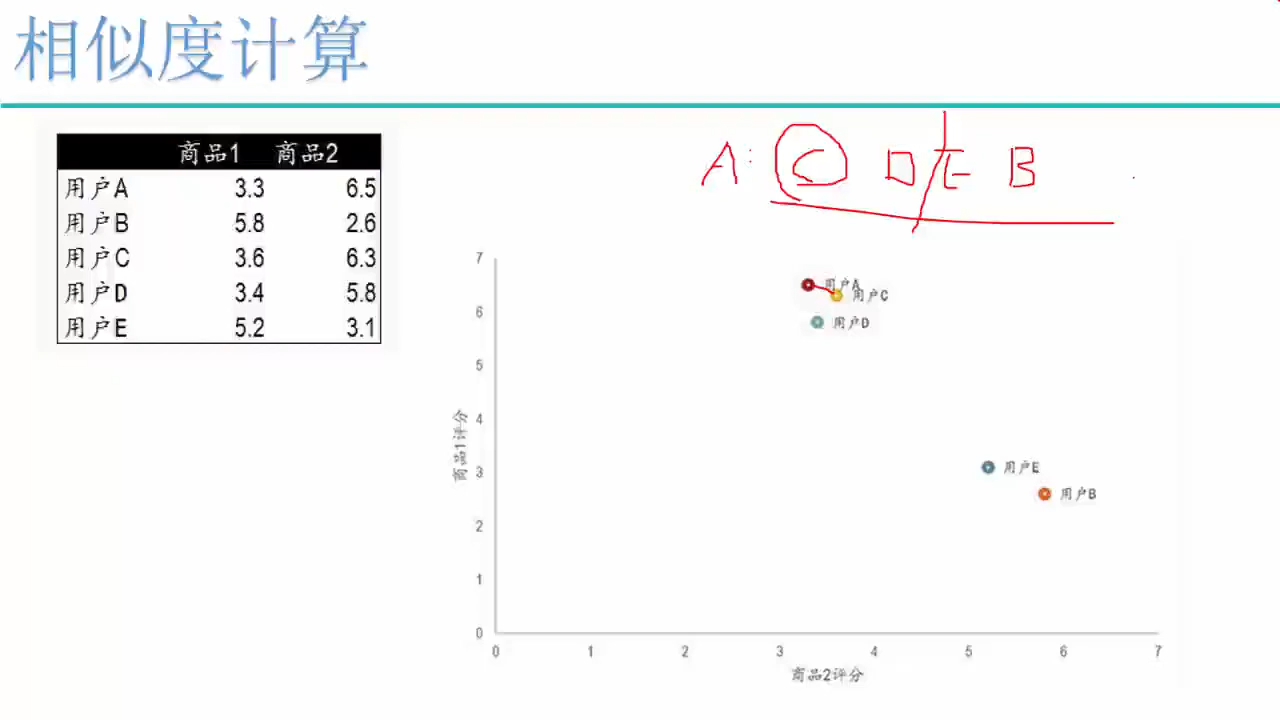 相似度计算
商品1 商品2
用户A 3.3 6.5
用户B 5.8 2.6
用户C 3.6 6.3
用户D 3.4 5.8
用户E 5.2 3.1
A: C D E B
7
6
5
4
3
2
1
0
商品1评分
用户A
用户C
用户D
用户E
用户B
0 1 2 3 4 5 6 7
商品2评分